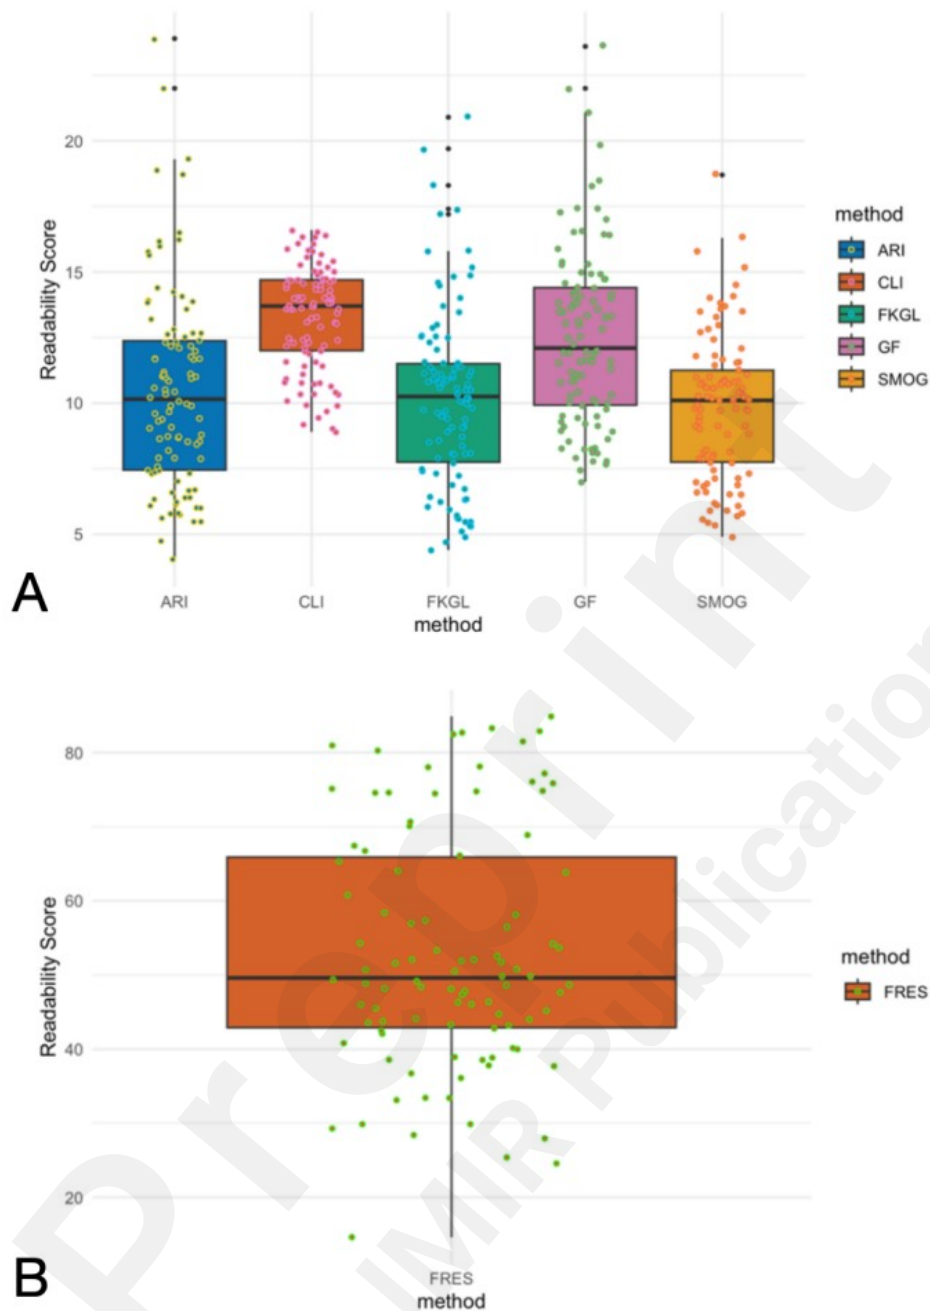 20
15
10
5
Readability Score
ARI
CLI
FKGL
GF
SMOG
method
method
ARI
CLI
FKGL
GF
SMOG
A
80
60
40
20
Readability Score
FRES
method
method
FRES
B
Preprint
JMIR Publication